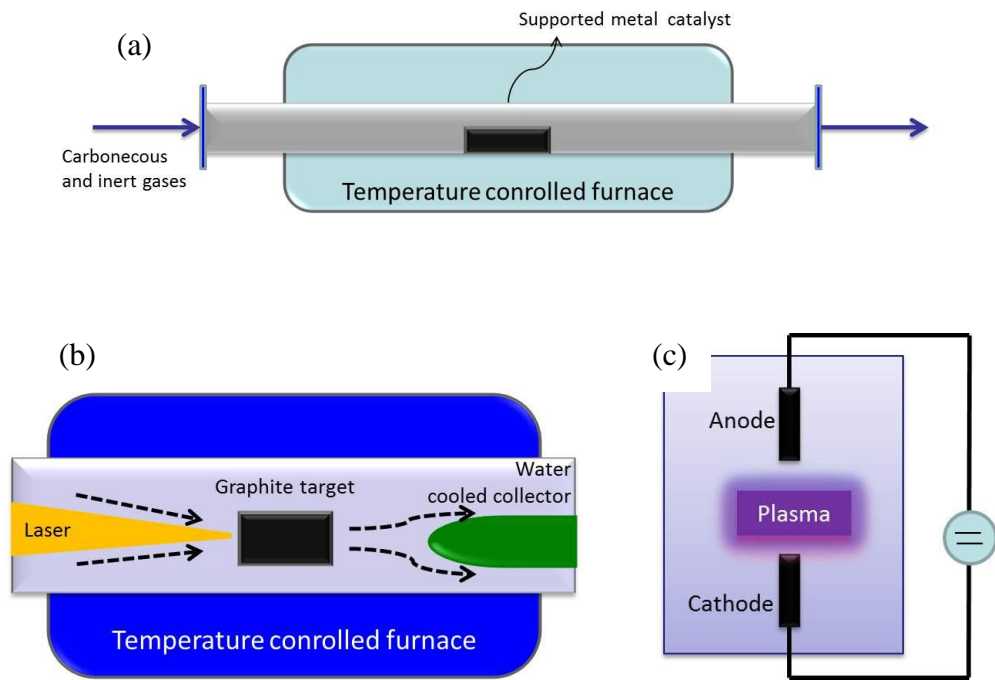 Supported metal catalyst
(a)
Carbonecous
and inert gases
Temperature conrolled furnace
(b)
Graphite target
Water
cooled collector
Laser
Temperature conrolled furnace
(c)
Anode
Plasma
Cathode